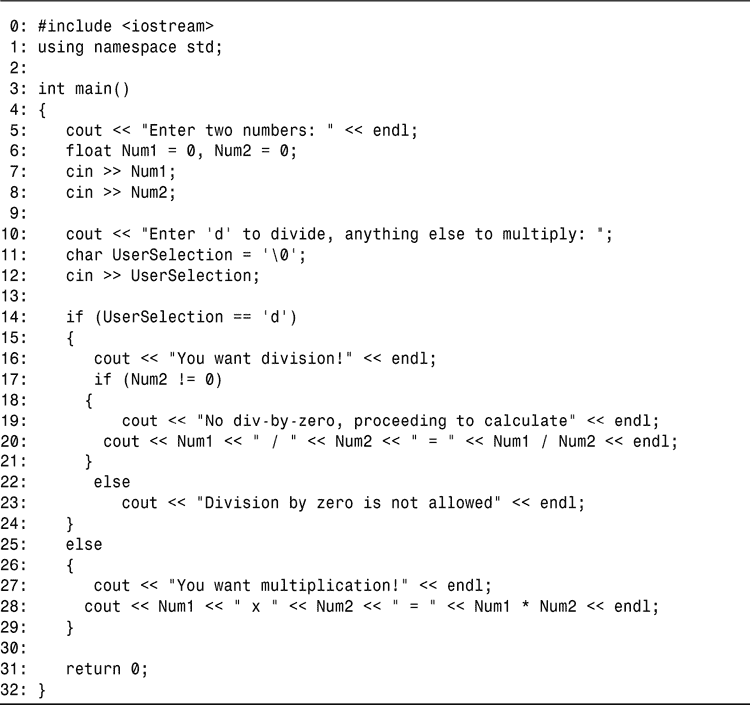 0: #include <iostream>
1: using namespace std;
2:
3: int main()
4: {
5:    cout << "Enter two numbers: " << endl;
6:    float Num1 = 0, Num2 = 0;
7:    cin >> Num1;
8:    cin >> Num2;
9:
10:    cout << "Enter 'd' to divide, anything else to multiply: ";
11:    char UserSelection = '\0';
12:    cin >> UserSelection;
13:
14:    if (UserSelection == 'd')
15:    {
16:       cout << "You want division!" << endl;
17:       if (Num2 != 0)
18:      {
19:          cout << "No div-by-zero, proceeding to calculate" << endl;
20:        cout << Num1 << " / " << Num2 << " = " << Num1 / Num2 << endl;
21:      }
22:       else
23:          cout << "Division by zero is not allowed" << endl;
24:    }
25:    else
26:    {
27:       cout << "You want multiplication!" << endl;
28:      cout << Num1 << " x " << Num2 << " = " << Num1 * Num2 << endl;
29:    }
30:
31:    return 0;
32: }